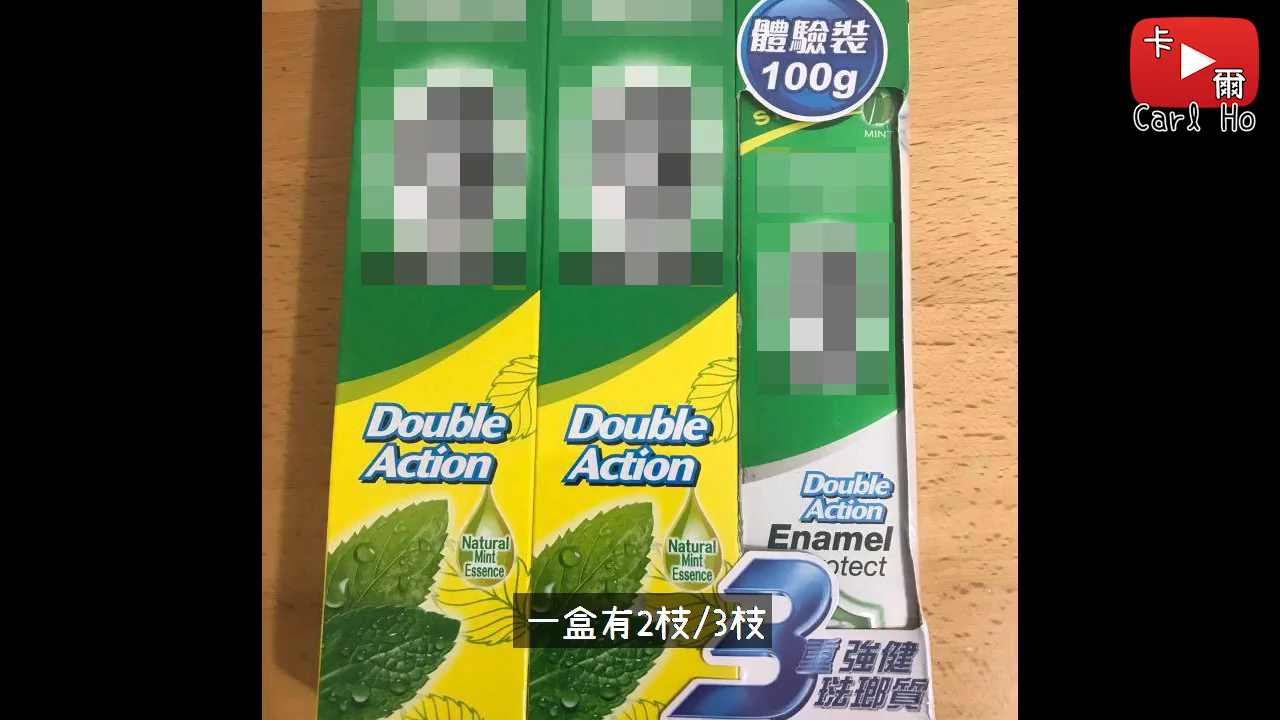 體驗裝
100g
卡
爾
Carl Ho
MINT
Double
Action
Natural
Mint
Essence
Double
Action
Natural
Mint
Essence
Double
Action
Enamel
3重強健
琺瑯質
一盒有2枝/3枝